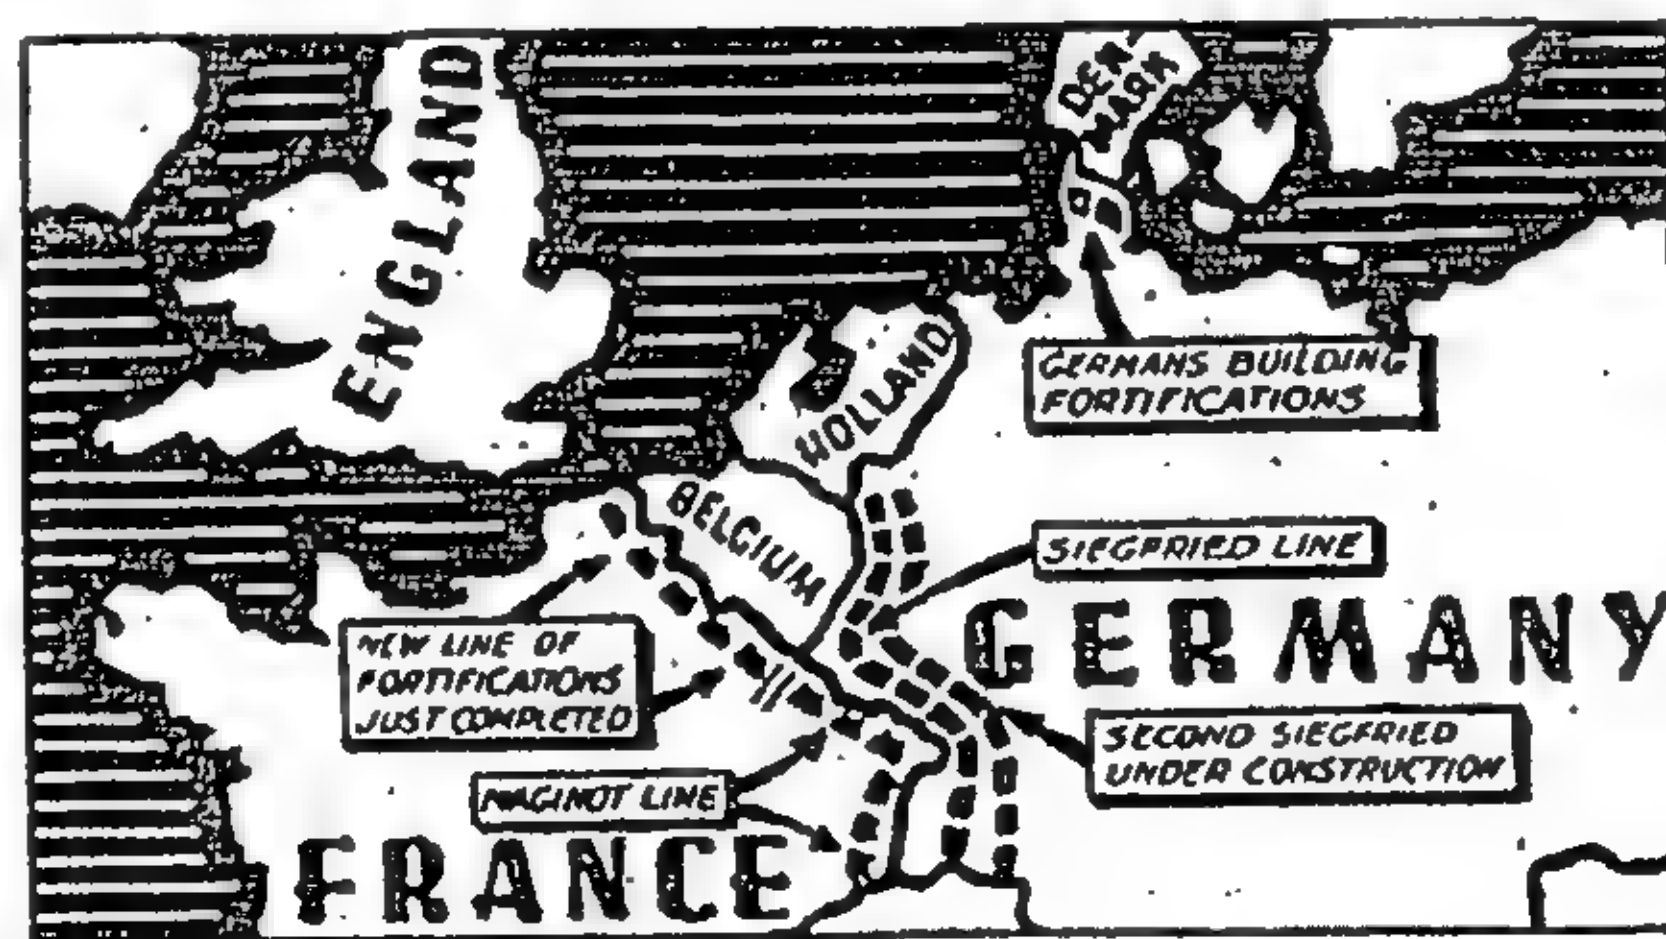 ENGLAND
DEN-
MARK
GERMANS BUILDING
FORTIFICATIONS
HOLLAND
BELGIUM
SIEGFRIED LINE
GERMANY
NEW LINE OF
FORTIFICATIONS
JUST COMPLETED
SECOND SIEGFRIED
UNDER CONSTRUCTION
MAGINOT LINE
FRANCE